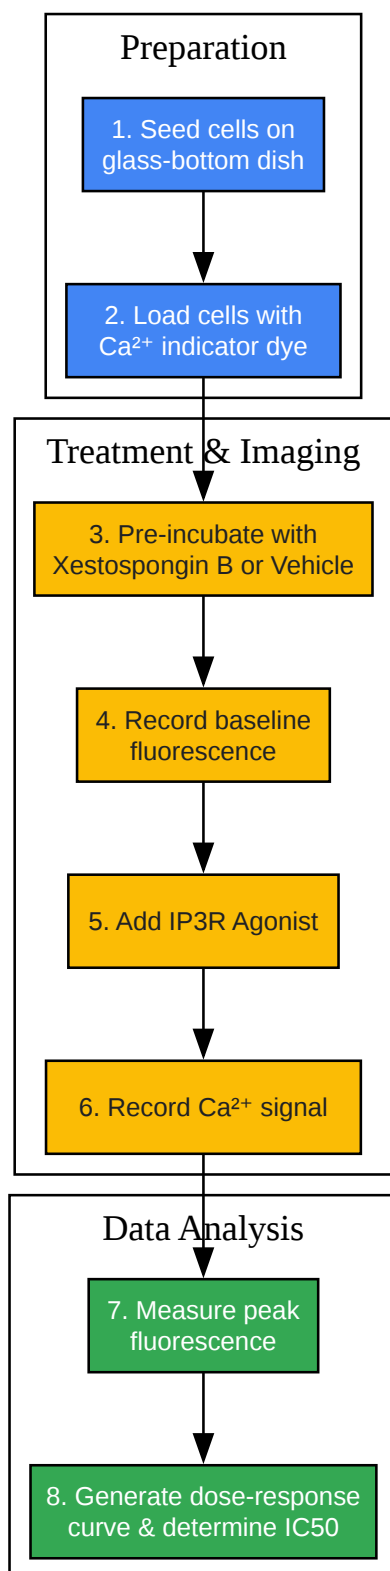 Preparation
1. Seed cells on
glass-bottom dish
2. Load cells with
Ca²⁺ indicator dye
Treatment & Imaging
3. Pre-incubate with
Xestospongin B or Vehicle
4. Record baseline
fluorescence
5. Add IP3R Agonist
6. Record Ca²⁺ signal
Data Analysis
7. Measure peak
fluorescence
8. Generate dose-response
curve & determine IC50